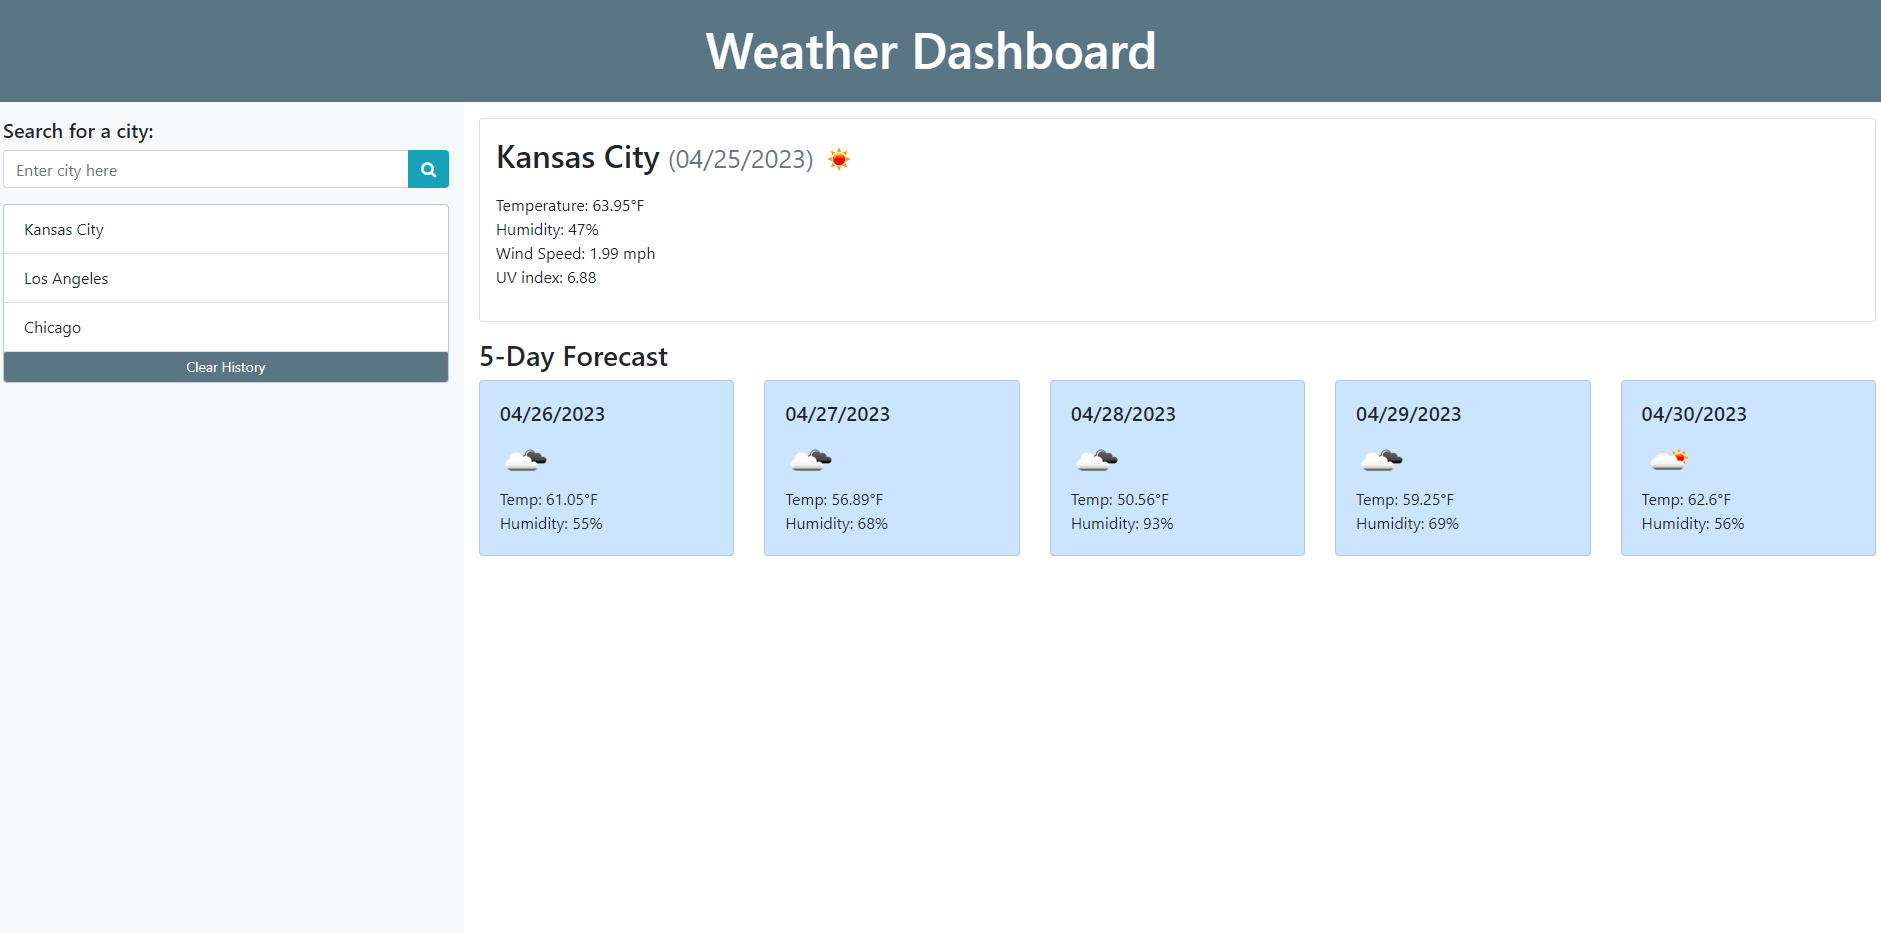 Weather Dashboard
Search for a city:
Enter city here
Kansas City
Los Angeles
Chicago
Clear History
Kansas City (04/25/2023)
Temperature: 63.95°F
Humidity: 47%
Wind Speed: 1.99 mph
UV index: 6.88
5-Day Forecast
04/26/2023
Temp: 61.05°F
Humidity: 55%
04/27/2023
Temp: 56.89°F
Humidity: 68%
04/28/2023
Temp: 50.56°F
Humidity: 93%
04/29/2023
Temp: 59.25°F
Humidity: 69%
04/30/2023
Temp: 62.6°F
Humidity: 56%